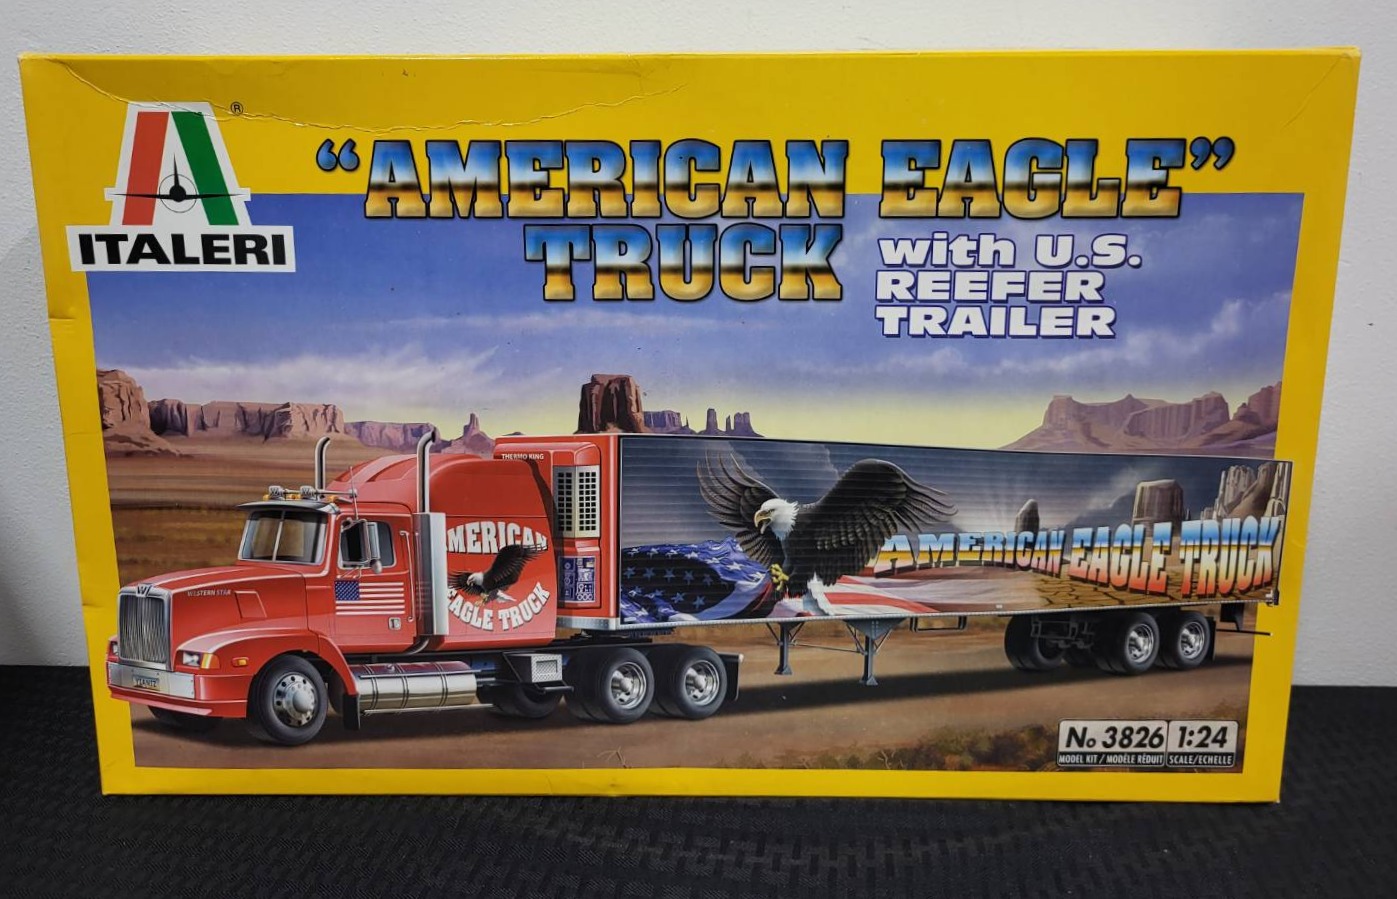 ®
ITALERI
“AMERICAN EAGLE”
TRUCK
with U.S.
REEFER
TRAILER
THERMO KING
WESTERN STAR
AMERICAN
EAGLE TRUCK
AMERICAN EAGLE TRUCK
No 3826
MODEL KIT / MODÈLE RÉDUIT
1:24
SCALE/ECHELLE